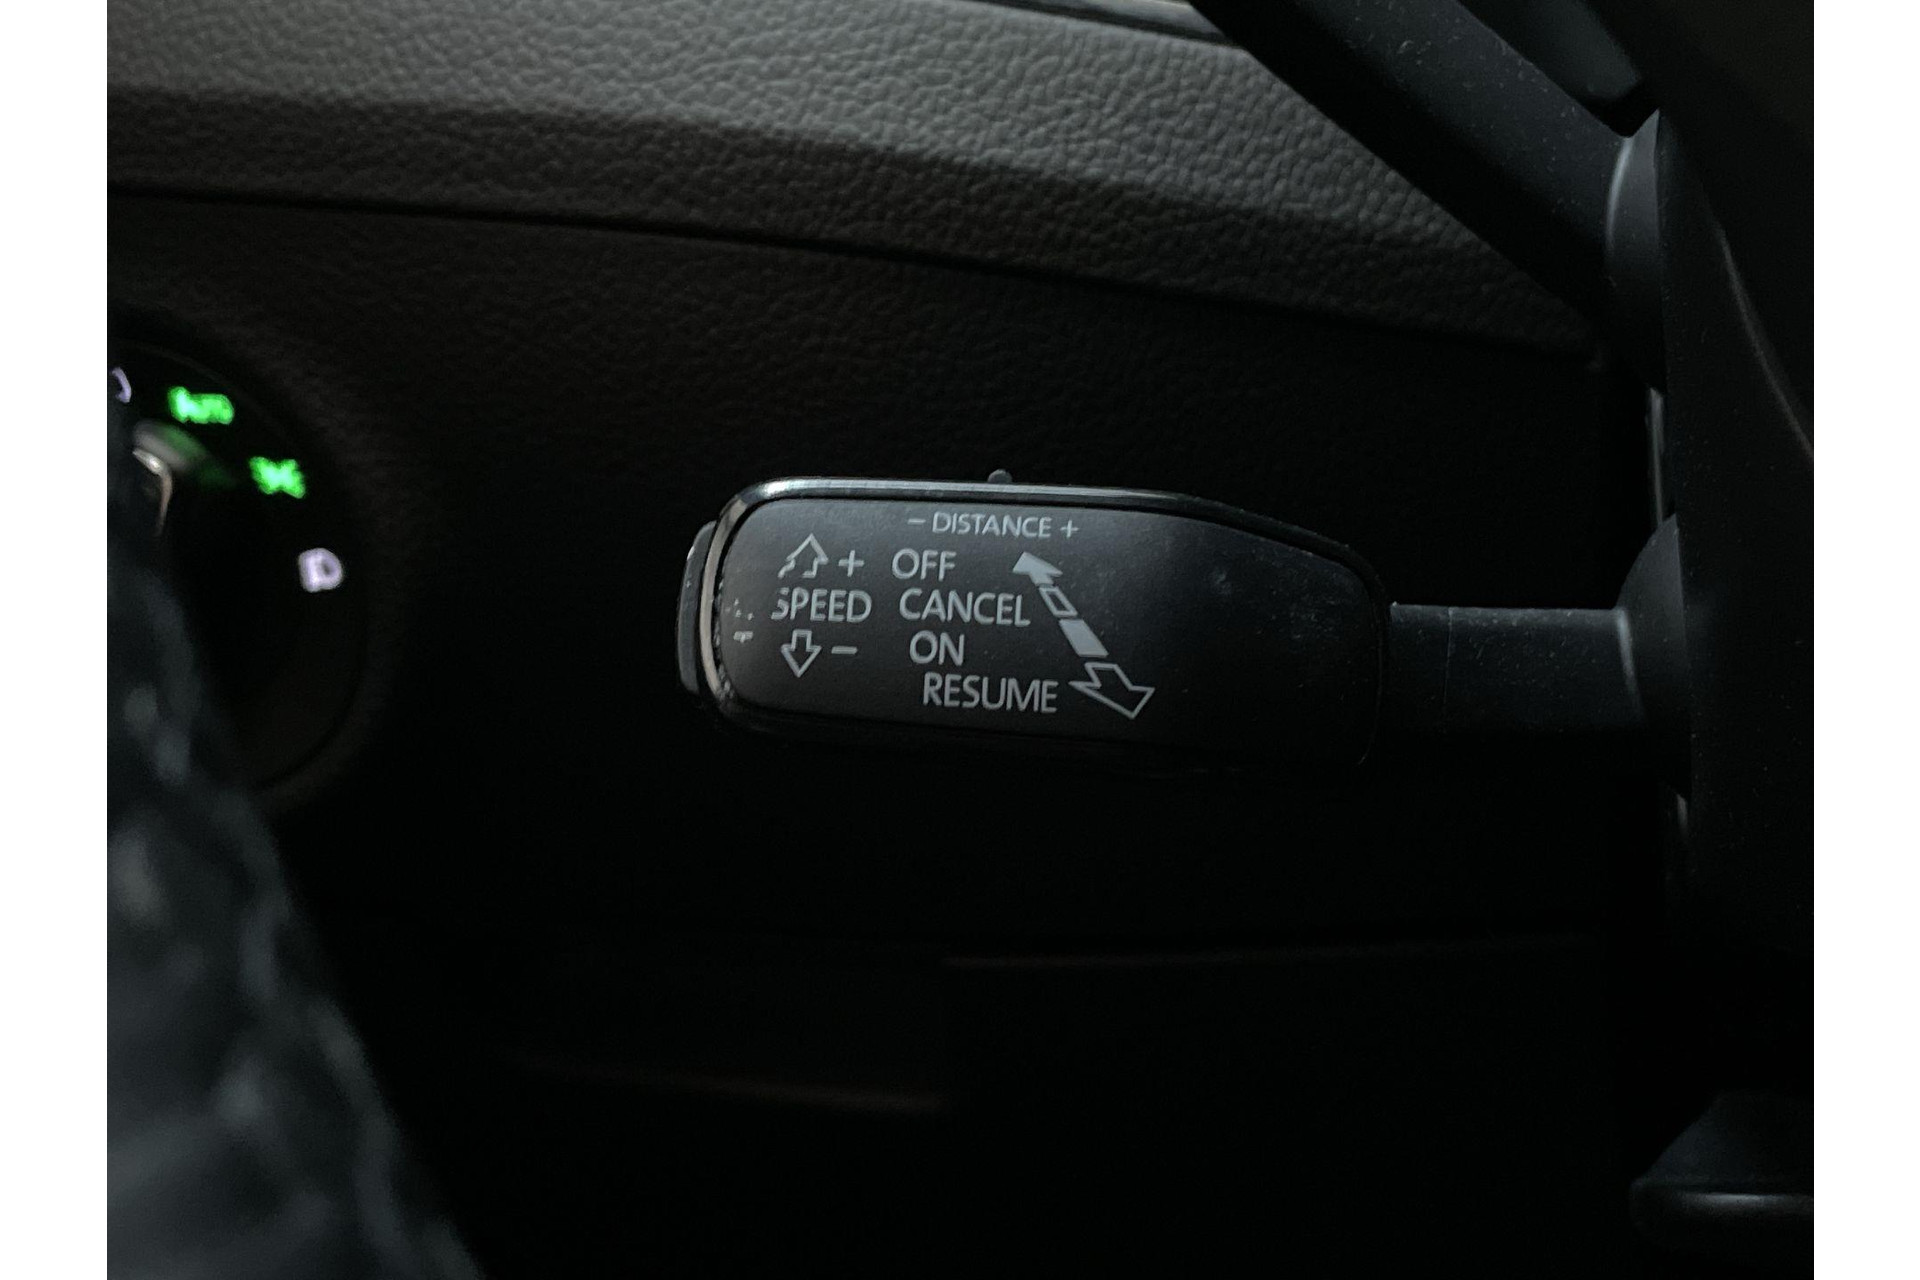 - DISTANCE +
+ OFF
SPEED CANCEL
- ON
RESUME